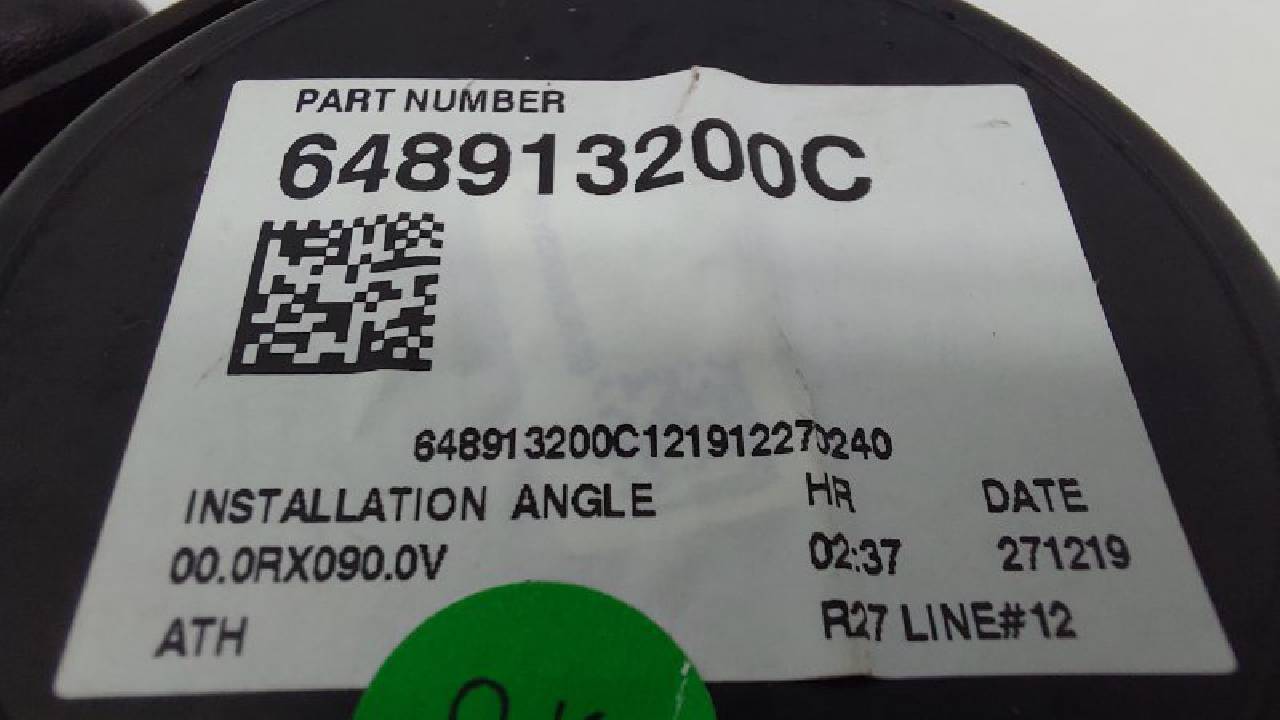 PART NUMBER
648913200C
648913200C121912270240
INSTALLATION ANGLE HR DATE
00.0RX090.0V 02:37 271219
ATH R27 LINE#12